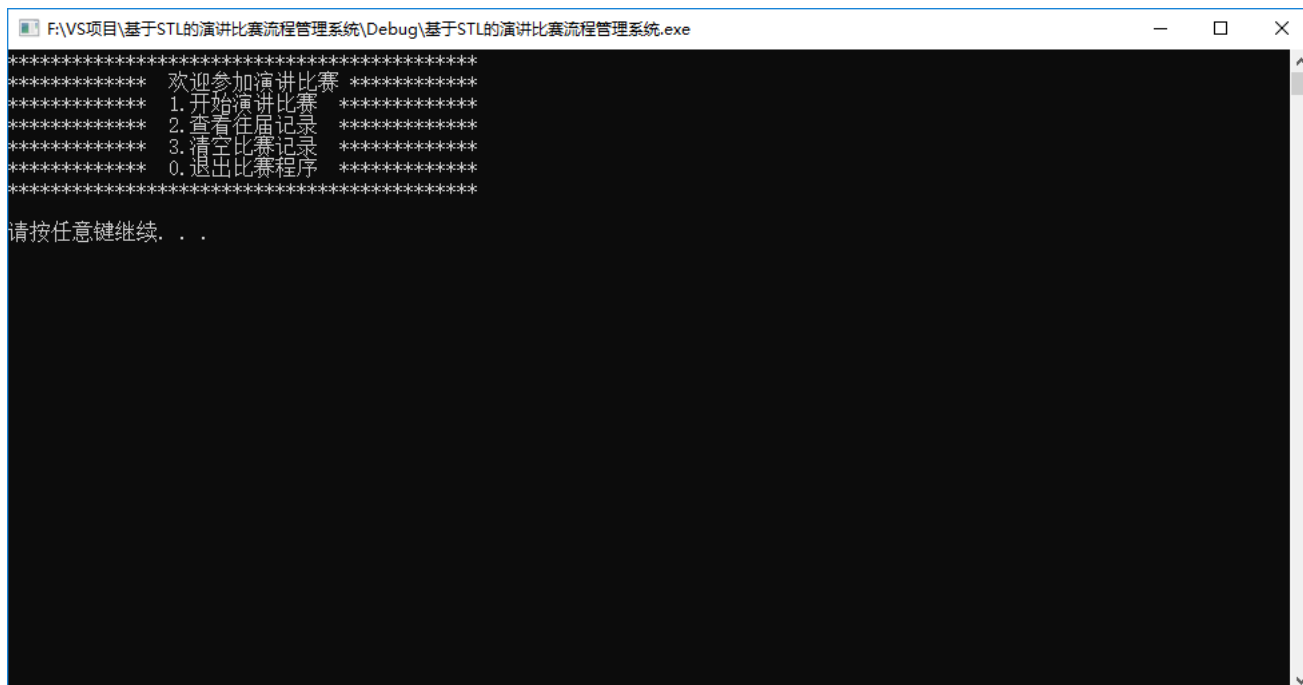 F:\VS项目\基于STL的演讲比赛流程管理系统\Debug\基于STL的演讲比赛流程管理系统.exe
********************************************
*************  欢迎参加演讲比赛 ************
*************  1.开始演讲比赛  *************
*************  2.查看往届记录  *************
*************  3.清空比赛记录  *************
*************  0.退出比赛程序  *************
********************************************
请按任意键继续. . .